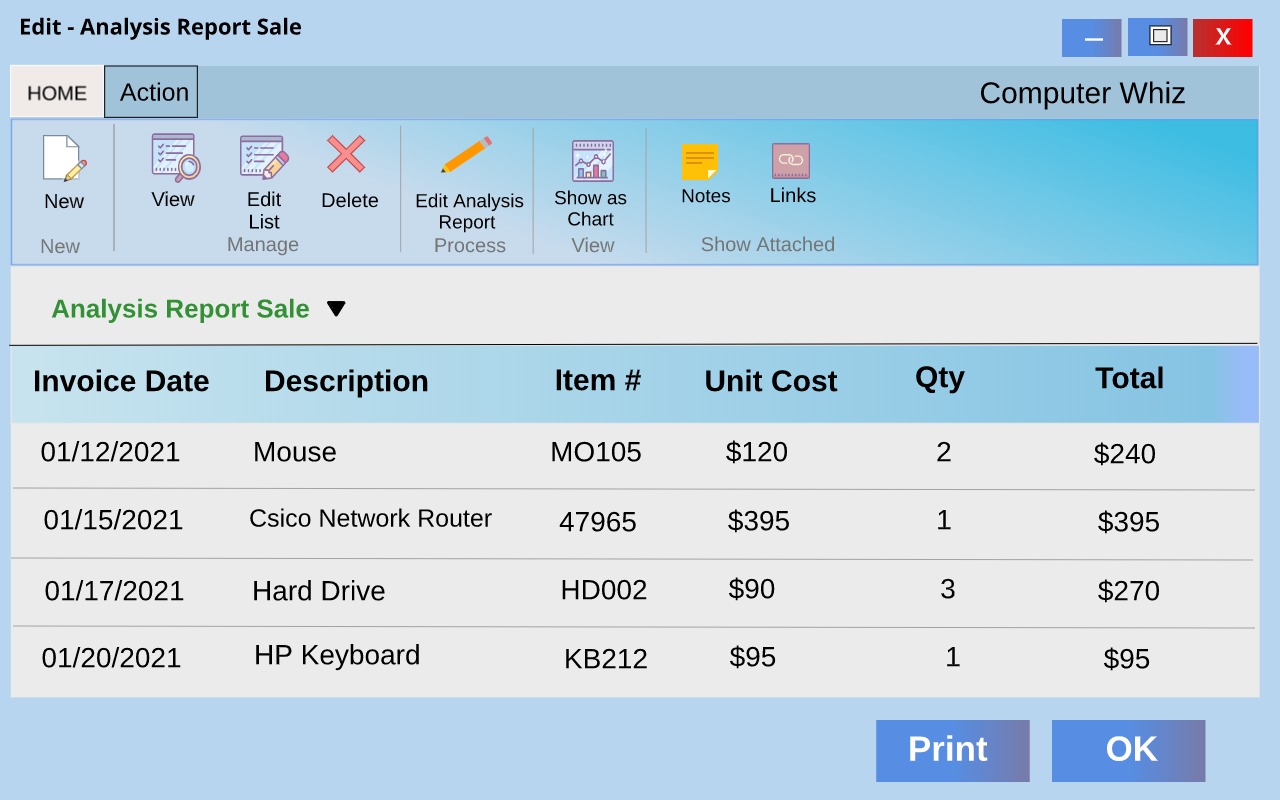 Edit - Analysis Report Sale
X
HOME
Action
Computer Whiz
New
View
Edit
List
Delete
Edit Analysis
Report
Show as
Chart
Notes
Links
New
Manage
Process
View
Show Attached
Analysis Report Sale
Invoice Date Description Item # Unit Cost Qty Total
01/12/2021 Mouse MO105 $120 2 $240
01/15/2021 Csico Network Router 47965 $395 1 $395
01/17/2021 Hard Drive HD002 $90 3 $270
01/20/2021 HP Keyboard KB212 $95 1 $95
Print
OK